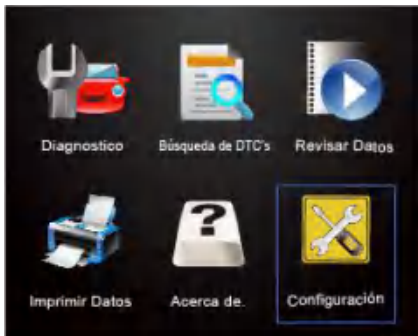 Diagnostico
Búsqueda de DTC's
Revisar Datos
?
Imprimir Datos
Acerca de.
Configuración